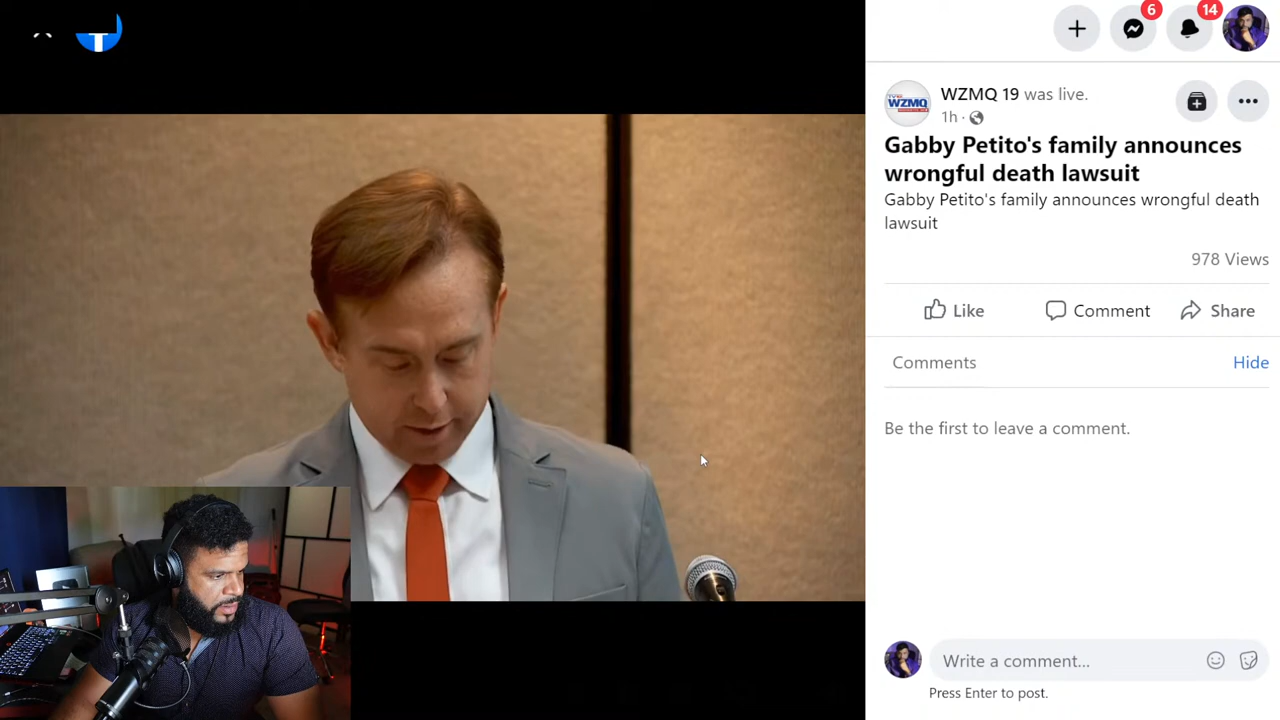 6
14
WZMQ
WZMQ 19 was live.
1h ·
Gabby Petito's family announces
wrongful death lawsuit
Gabby Petito's family announces wrongful death
lawsuit
978 Views
Like
Comment
Share
Comments
Hide
Be the first to leave a comment.
Write a comment...
Press Enter to post.